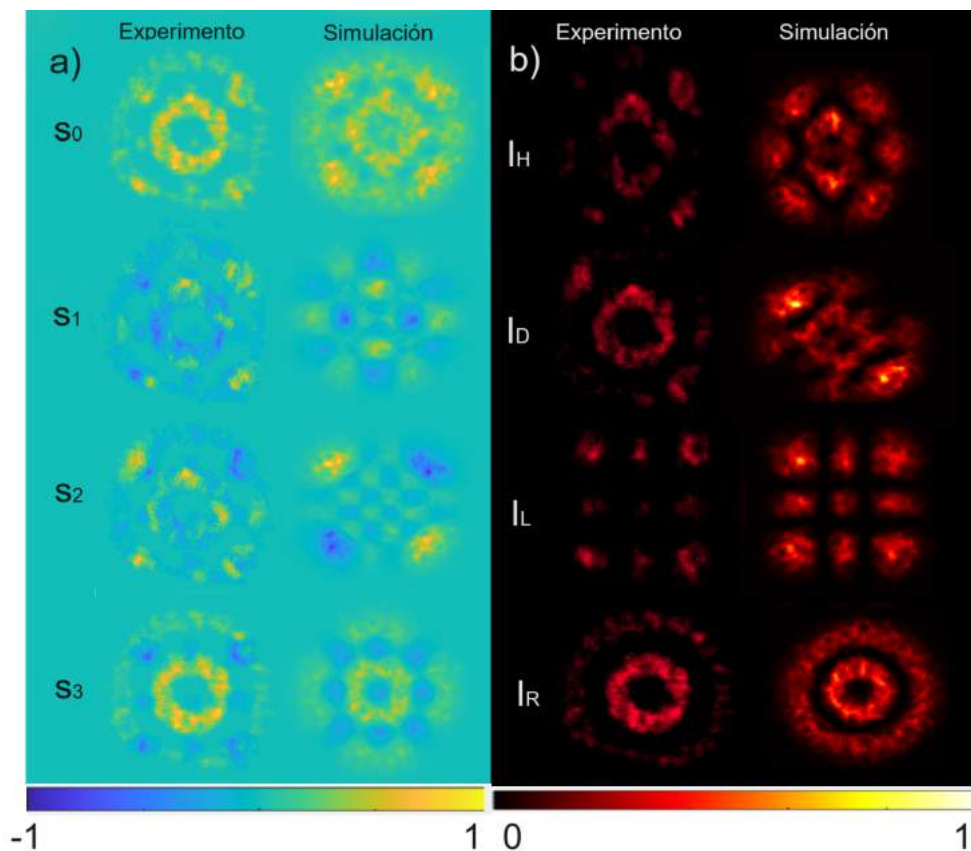 Experimento Simulación
a)
S0
S1
S2
S3
-1 1
Experimento Simulación
b)
IH
ID
IL
IR
0 1